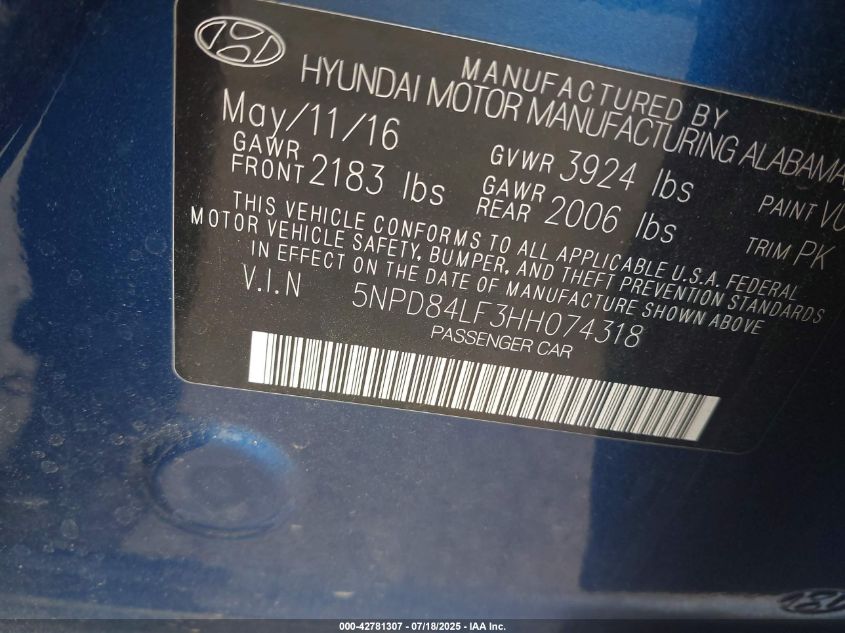 MANUFACTURED BY
HYUNDAI MOTOR MANUFACTURING ALABAMA
May/11/16
GVWR 3924 lbs
GAWR FRONT 2183 lbs
GAWR REAR 2006 lbs
PAINT
TRIM PK
THIS VEHICLE CONFORMS TO ALL APPLICABLE U.S.A. FEDERAL
MOTOR VEHICLE SAFETY, BUMPER, AND THEFT PREVENTION STANDARDS
IN EFFECT ON THE DATE OF MANUFACTURE SHOWN ABOVE
V.I.N 5NPD84LF3HH074318
PASSENGER CAR
000-42781307 - 07/18/2025 - IAA Inc.